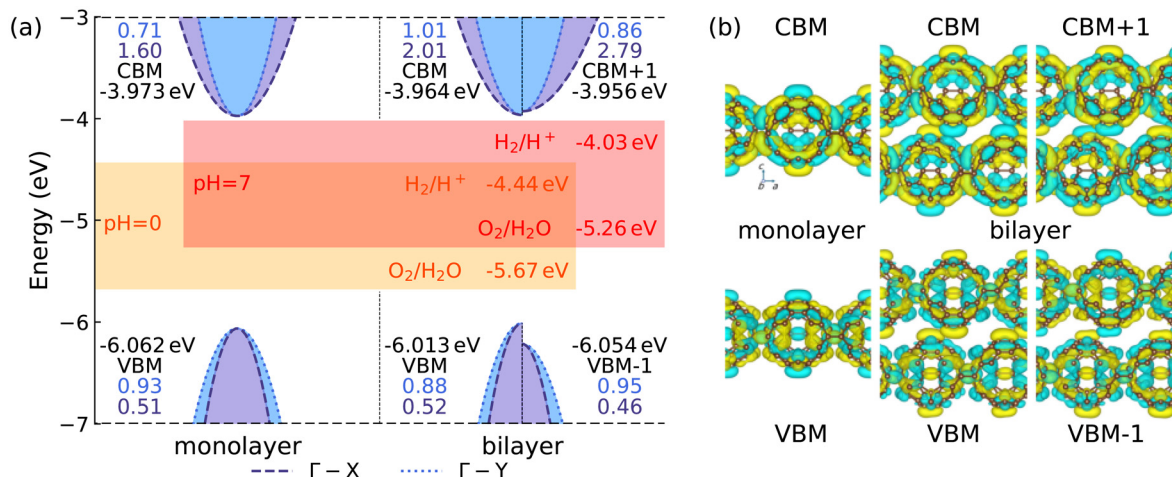 (a)
Energy (eV)
−3
−4
−5
−6
−7
0.71
1.60
CBM
-3.973 eV
1.01
2.01
CBM
-3.964 eV
0.86
2.79
CBM+1
-3.956 eV
H₂/H⁺ -4.03 eV
pH=7
H₂/H⁺ -4.44 eV
pH=0
O₂/H₂O -5.26 eV
O₂/H₂O -5.67 eV
-6.062 eV
VBM
0.93
0.51
-6.013 eV
VBM
0.88
0.52
-6.054 eV
VBM-1
0.95
0.46
monolayer bilayer
Γ − X Γ − Y
(b)
CBM CBM CBM+1
c
b a
monolayer bilayer
VBM VBM VBM-1